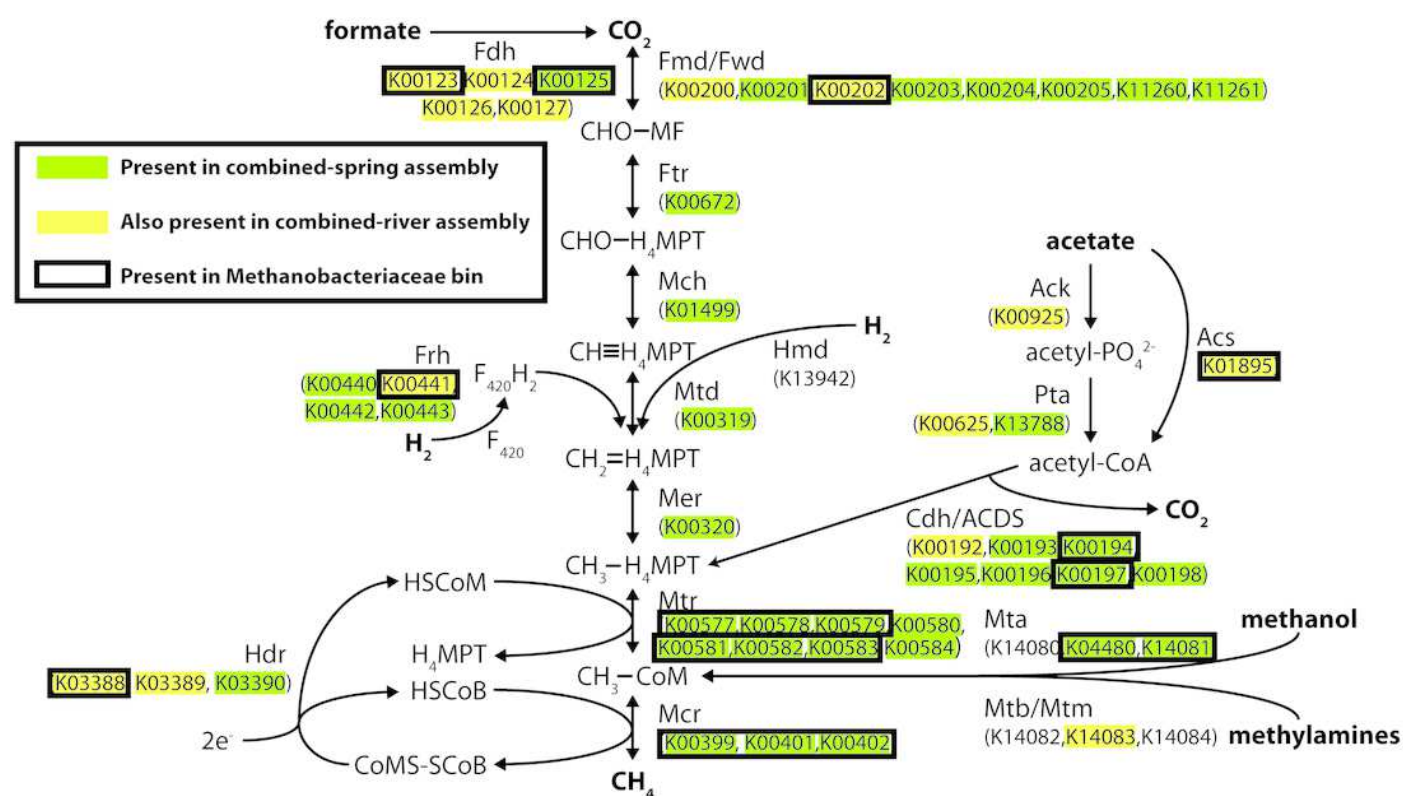 formate
CO2
Fdh
K00123 K00124 K00125
K00126,K00127)
Fmd/Fwd
(K00200,K00201 K00202 K00203,K00204,K00205,K11260,K11261)
CHO–MF
Present in combined-spring assembly
Also present in combined-river assembly
Present in Methanobacteriaceae bin
Ftr
(K00672)
CHO–H4MPT
Mch
(K01499)
CH≡H4MPT
Frh
(K00440 K00441,
K00442,K00443)
F420H2
H2
F420
H2
Hmd
(K13942)
Mtd
(K00319)
CH2=H4MPT
Mer
(K00320)
CH3–H4MPT
acetate
Ack
(K00925)
acetyl-PO4 2-
Acs
K01895
Pta
(K00625,K13788)
acetyl-CoA
CO2
Cdh/ACDS
(K00192,K00193 K00194
K00195,K00196 K00197 K00198)
HSCoM
Mtr
K00577,K00578,K00579 K00580,
K00581,K00582,K00583 K00584)
H4MPT
Hdr
K03388 K03389, K03390)
HSCoB
2e-
CoMS-SCoB
CH3–CoM
Mta
(K14080,K04480,K14081
methanol
Mtb/Mtm
(K14082,K14083,K14084)
methylamines
Mcr
K00399, K00401,K00402
CH4